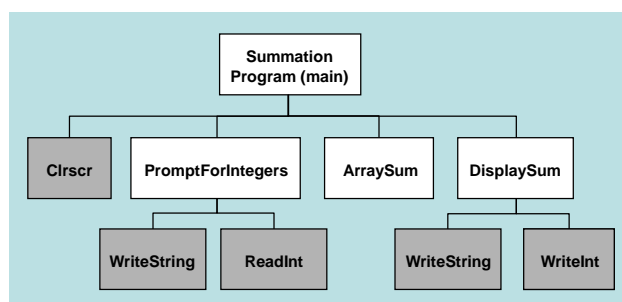 Summation
Program (main)
Clrscr
PromptForIntegers
ArraySum
DisplaySum
WriteString
ReadInt
WriteString
WriteInt